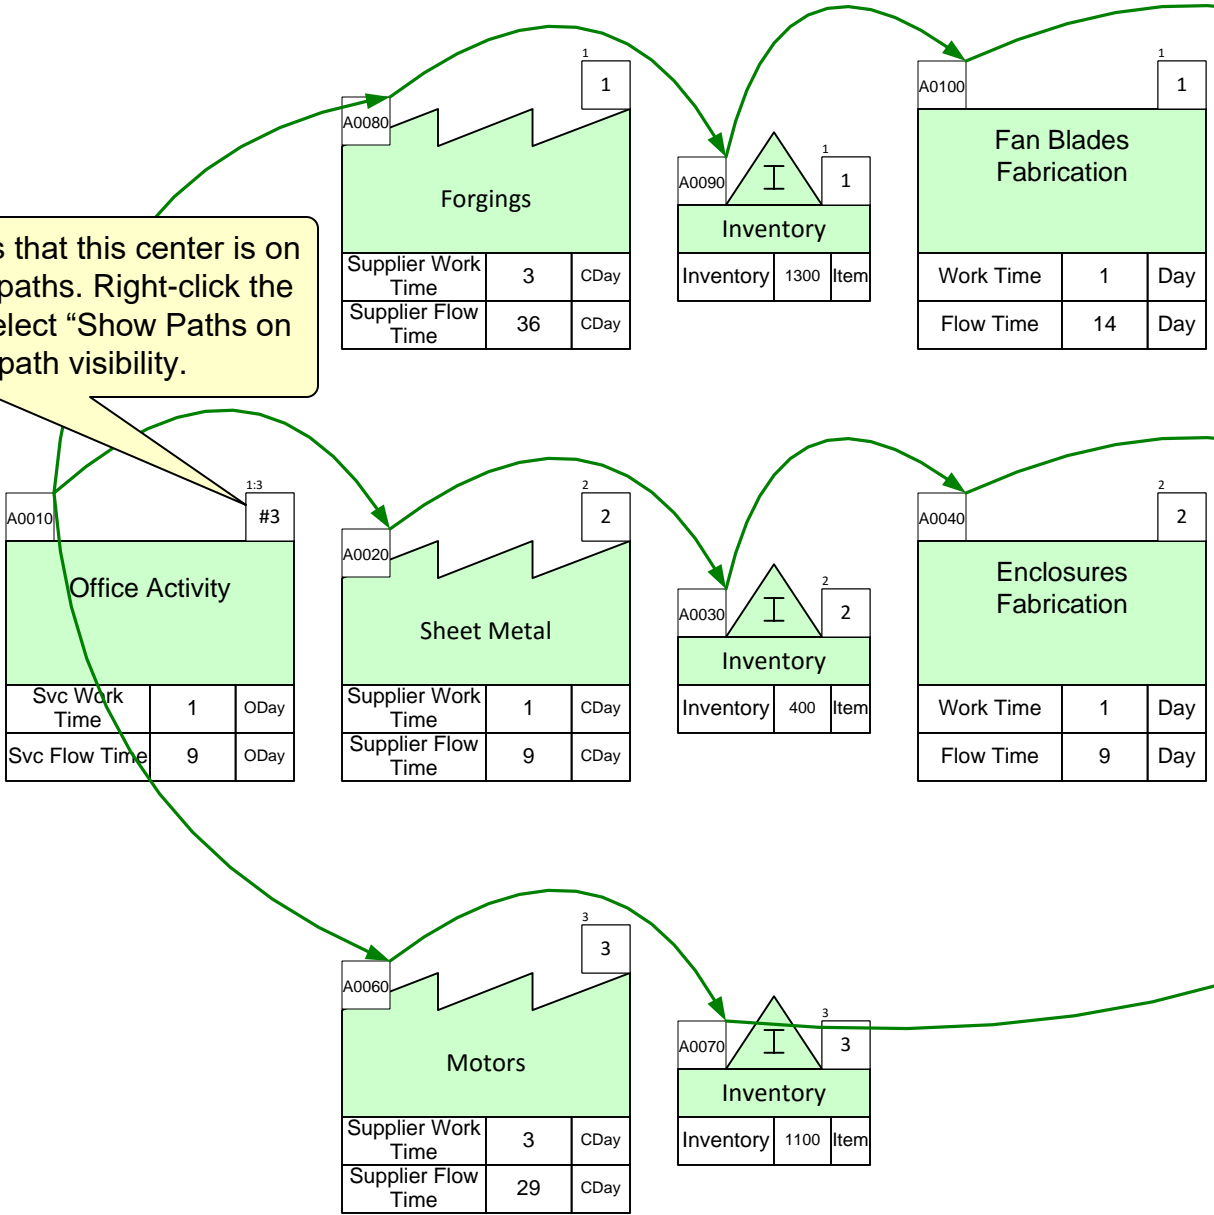 1
1
A0080
Forgings
Supplier Work
Time
3
CDay
Supplier Flow
Time
36
CDay
A0090
I
1
1
Inventory
Inventory
1300
Item
A0100
1
1
Fan Blades
Fabrication
Work Time
1
Day
Flow Time
14
Day
s that this center is on
paths. Right-click the
elect “Show Paths on
path visibility.
A0010
1:3
#3
Office Activity
Svc Work
Time
1
ODay
Svc Flow Time
9
ODay
A0020
2
2
Sheet Metal
Supplier Work
Time
1
CDay
Supplier Flow
Time
9
CDay
A0030
I
2
2
Inventory
Inventory
400
Item
A0040
2
2
Enclosures
Fabrication
Work Time
1
Day
Flow Time
9
Day
A0060
3
3
Motors
Supplier Work
Time
3
CDay
Supplier Flow
Time
29
CDay
A0070
I
3
3
Inventory
Inventory
1100
Item